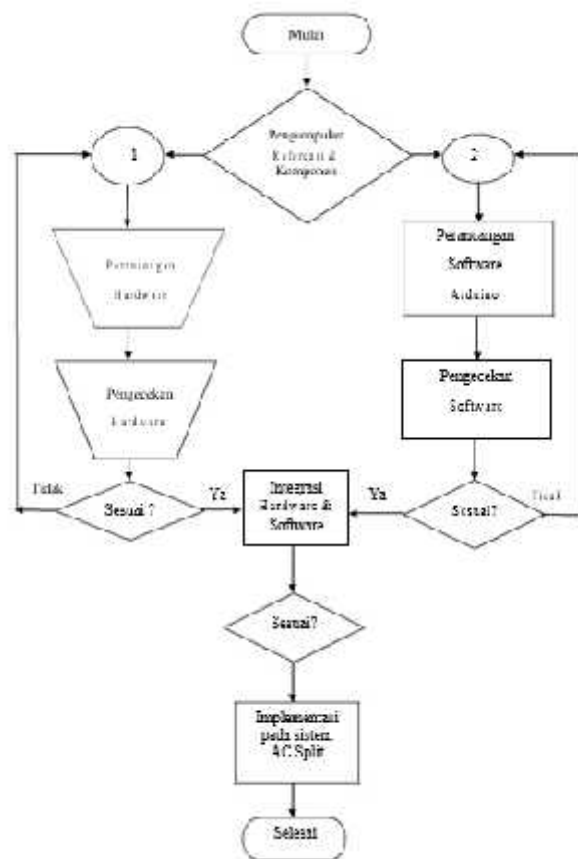 Mulai
Pengumpulan
Referensi &
Komponen
1
2
Perancangan
Hardware
Perancangan
Software
Arduino
Pengecekan
Hardware
Pengecekan
Software
Tidak
Sesuai ?
Ya
Integrasi
Hardware &
Software
Ya
Sesuai?
Tidak
Sesuai?
Implementasi
pada sistem
AC Split
Selesai